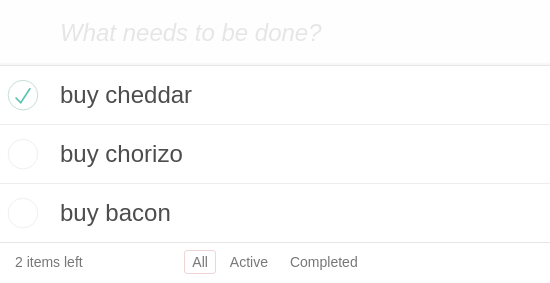 What needs to be done?
buy cheddar
buy chorizo
buy bacon
2 items left All Active Completed